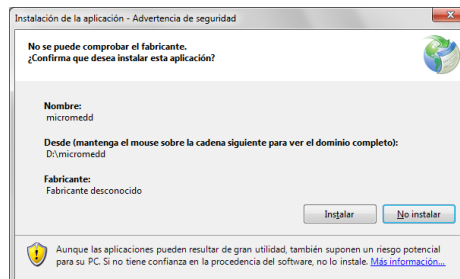 Instalación de la aplicación - Advertencia de seguridad
No se puede comprobar el fabricante.
¿Confirma que desea instalar esta aplicación?
Nombre:
micromedd
Desde (mantenga el mouse sobre la cadena siguiente para ver el dominio completo):
D:\micromedd
Fabricante:
Fabricante desconocido
Instalar
No instalar
Aunque las aplicaciones pueden resultar de gran utilidad, también suponen un riesgo potencial
para su PC. Si no tiene confianza en la procedencia del software, no lo instale. Más información...